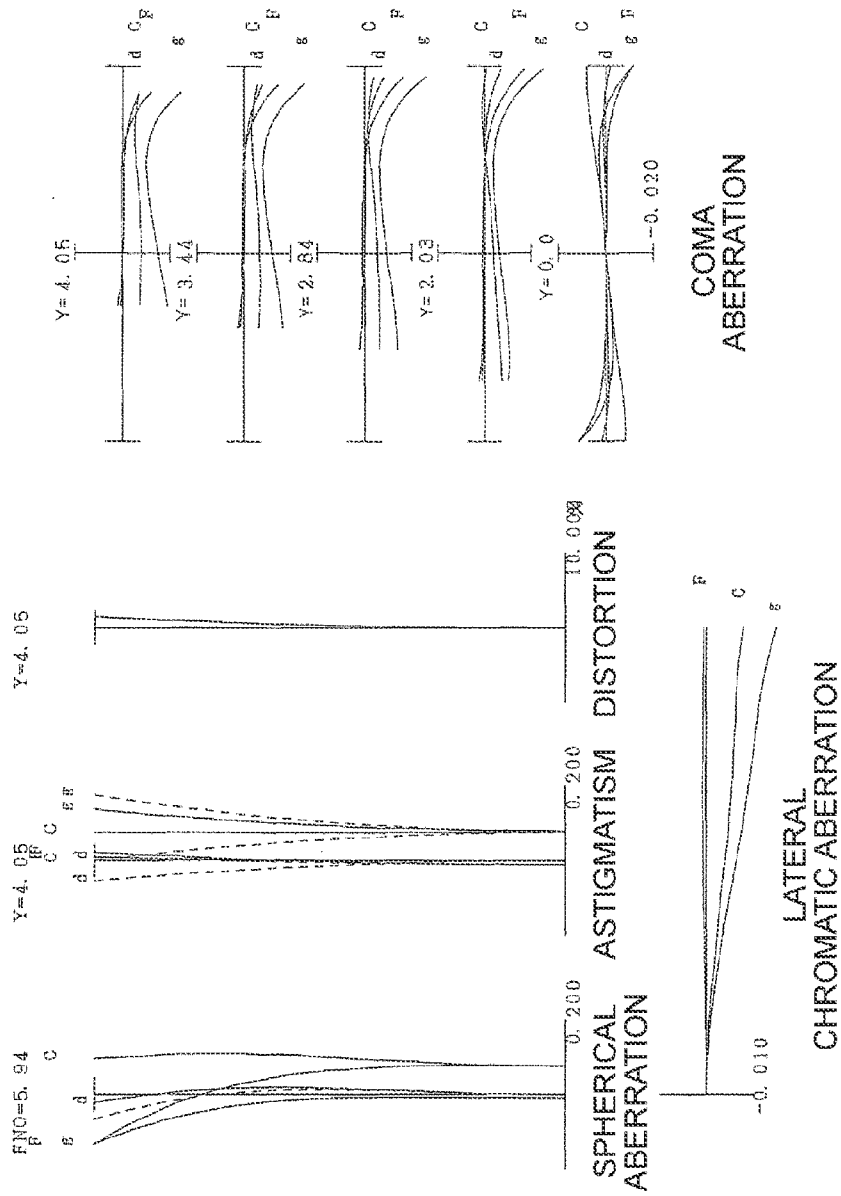 FNO=5.94
F
g
C
d
0.200
SPHERICAL
ABERRATION
Y=4.05
F
C
C
d
d
g
g
0.200
ASTIGMATISM
Y=4.05
10.00%
DISTORTION
Y=4.05
d
C
F
g
Y=3.44
d
C
F
g
Y=2.84
d
C
F
g
Y=2.03
d
C
F
g
Y=0.0
C
d
g
F
-0.020
COMA
ABERRATION
F
C
g
-0.010
LATERAL
CHROMATIC ABERRATION